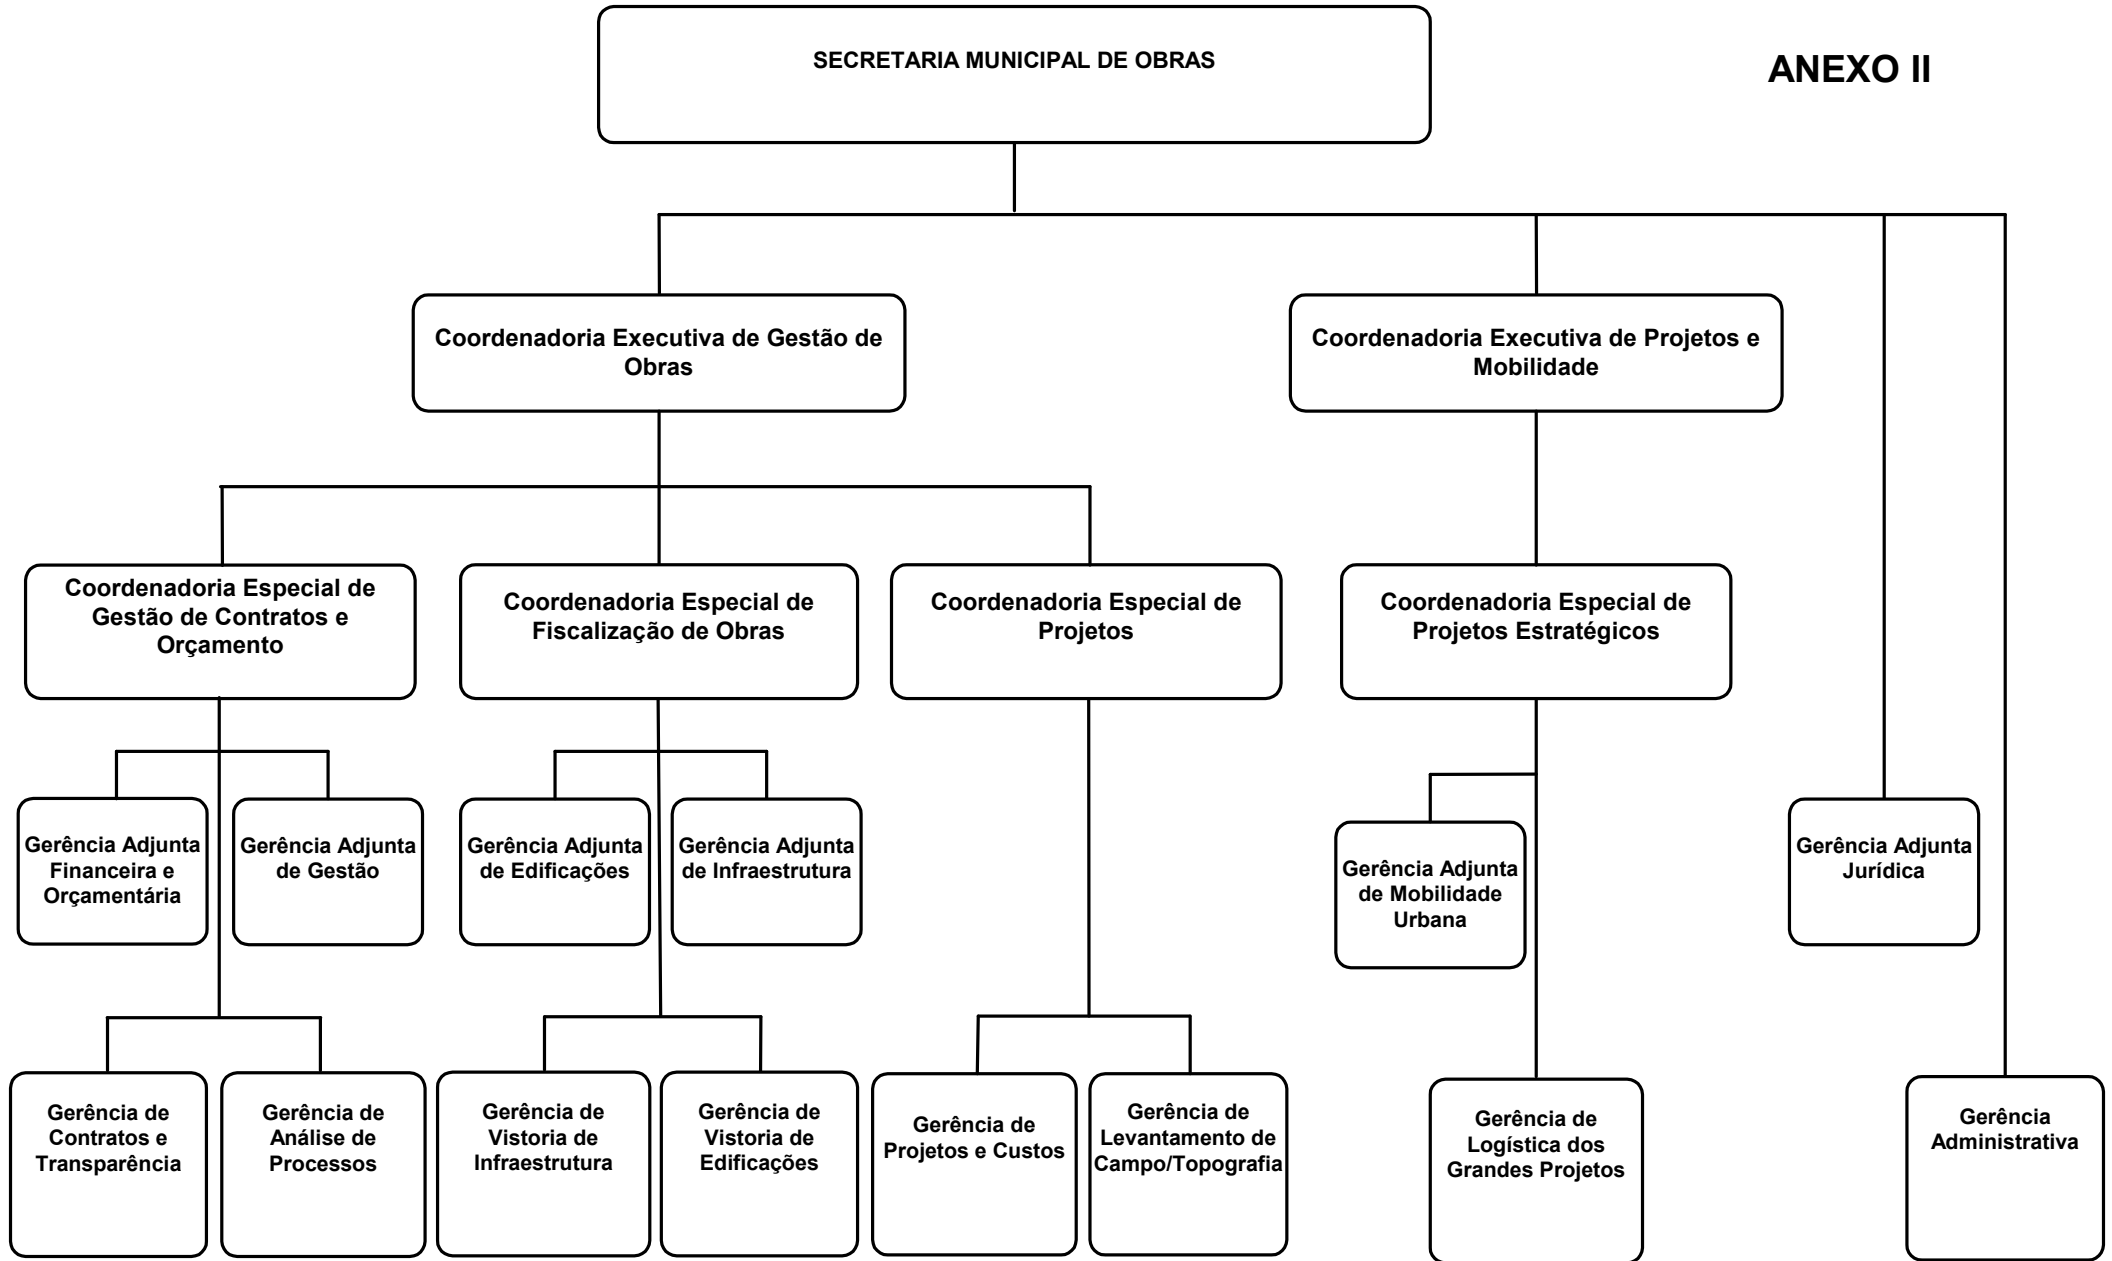 SECRETARIA MUNICIPAL DE OBRAS
ANEXO II
Coordenadoria Executiva de Gestão de
Obras
Coordenadoria Executiva de Projetos e
Mobilidade
Coordenadoria Especial de
Gestão de Contratos e
Orçamento
Coordenadoria Especial de
Fiscalização de Obras
Coordenadoria Especial de
Projetos
Coordenadoria Especial de
Projetos Estratégicos
Gerência Adjunta
Financeira e
Orçamentária
Gerência Adjunta
de Gestão
Gerência Adjunta
de Edificações
Gerência Adjunta
de Infraestrutura
Gerência Adjunta
de Mobilidade
Urbana
Gerência Adjunta
Jurídica
Gerência de
Contratos e
Transparência
Gerência de
Análise de
Processos
Gerência de
Vistoria de
Infraestrutura
Gerência de
Vistoria de
Edificações
Gerência de
Projetos e Custos
Gerência de
Levantamento de
Campo/Topografia
Gerência de
Logística dos
Grandes Projetos
Gerência
Administrativa